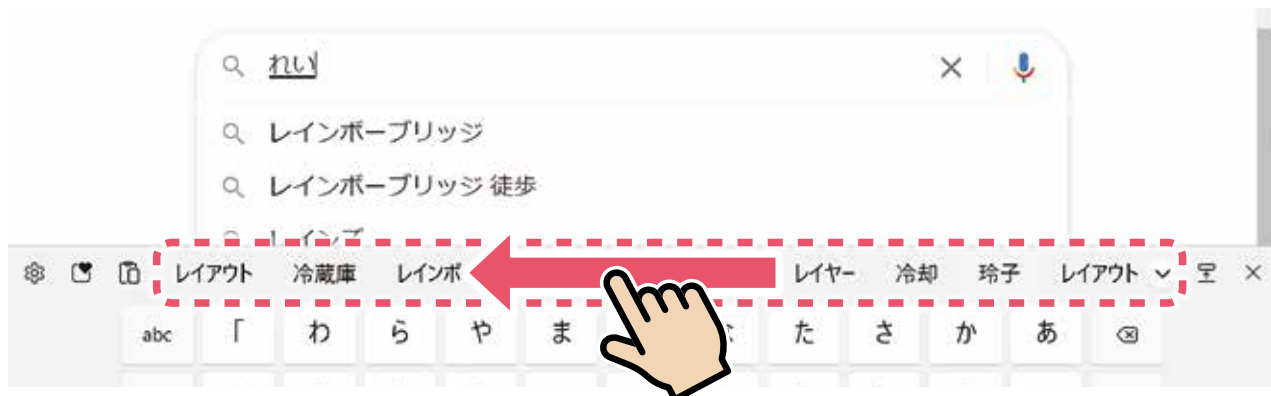 れい
レインボーブリッジ
レインボーブリッジ 徒歩
レイアウト 冷蔵庫 レインボ レイヤー 冷却 玲子 レイアウト
abc 「 わ ら や ま た さ か あ